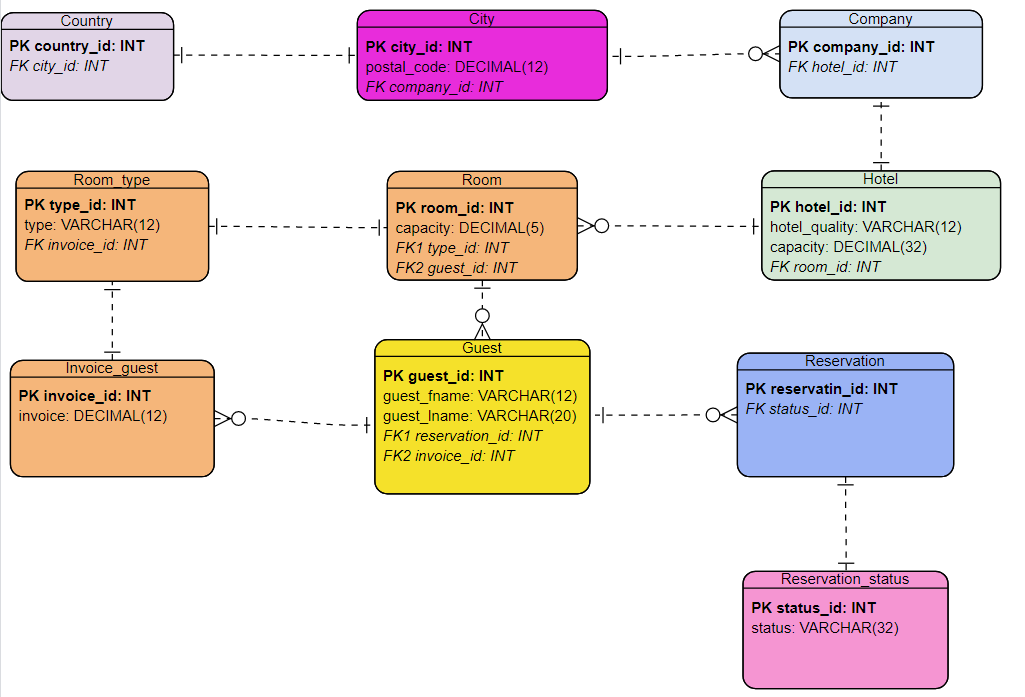 Country
PK country_id: INT
FK city_id: INT
City
PK city_id: INT
postal_code: DECIMAL(12)
FK company_id: INT
Company
PK company_id: INT
FK hotel_id: INT
Room_type
PK type_id: INT
type: VARCHAR(12)
FK invoice_id: INT
Room
PK room_id: INT
capacity: DECIMAL(5)
FK1 type_id: INT
FK2 guest_id: INT
Hotel
PK hotel_id: INT
hotel_quality: VARCHAR(12)
capacity: DECIMAL(32)
FK room_id: INT
Invoice_guest
PK invoice_id: INT
invoice: DECIMAL(12)
Guest
PK guest_id: INT
guest_fname: VARCHAR(12)
guest_lname: VARCHAR(20)
FK1 reservation_id: INT
FK2 invoice_id: INT
Reservation
PK reservatin_id: INT
FK status_id: INT
Reservation_status
PK status_id: INT
status: VARCHAR(32)